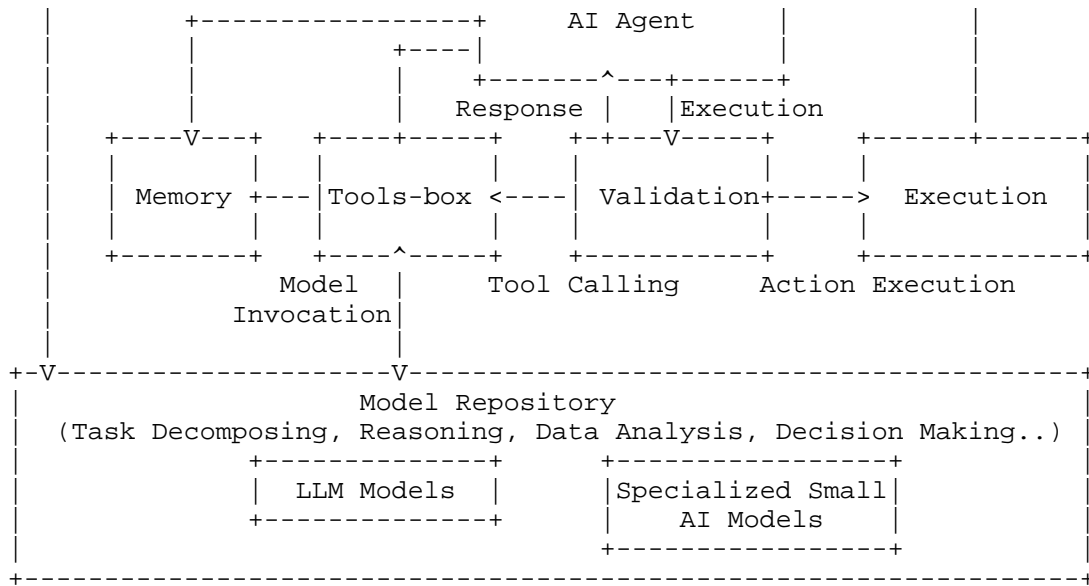 AI Agent
Response Execution
Memory Tools-box Validation Execution
Model Tool Calling Action Execution
Invocation
Model Repository
(Task Decomposing, Reasoning, Data Analysis, Decision Making..)
LLM Models Specialized Small
AI Models